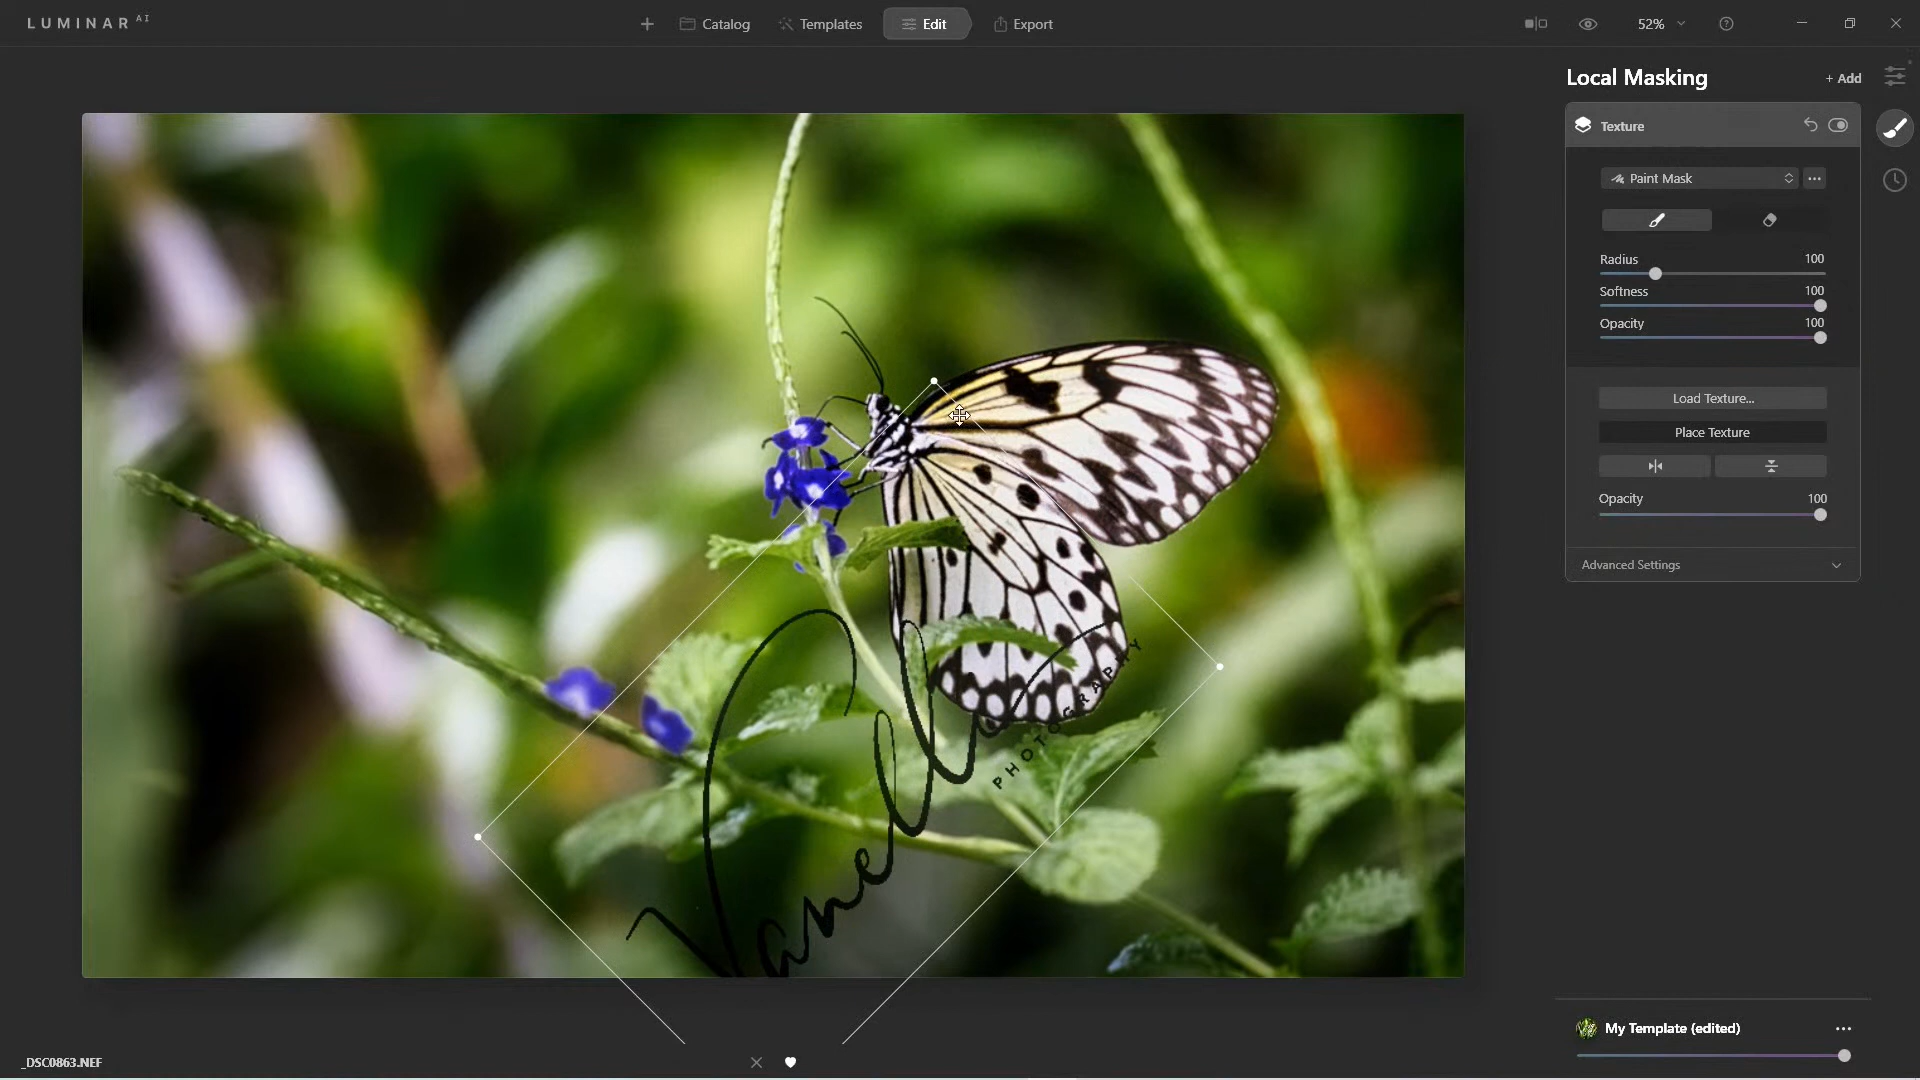 LUMINAR AI
Catalog
Templates
Edit
Export
52%
Local Masking
+ Add
Texture
Paint Mask
Radius 100
Softness 100
Opacity 100
Load Texture...
Place Texture
Opacity 100
Advanced Settings
PHOTOGRAPHY
My Template (edited)
_DSC0863.NEF